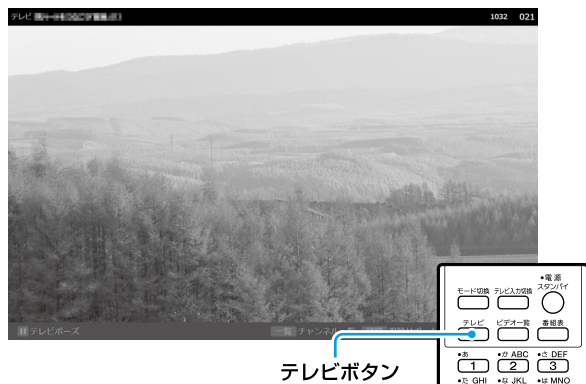 テレビ
1032 021
テレビポーズ
一覧 チャンネル
テレビボタン
•電源
モード切換 テレビ入力切換 スタンバイ
テレビ ビデオ一覧 番組表
•あ •か ABC •さ DEF
1 2 3
•た GHI •な JKL •は MNO